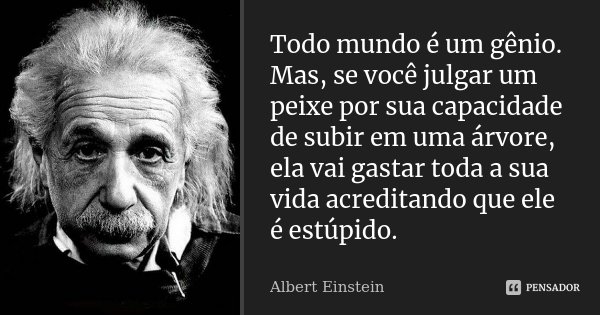 Todo mundo é um gênio.
Mas, se você julgar um
peixe por sua capacidade
de subir em uma árvore,
ela vai gastar toda a sua
vida acreditando que ele
é estúpido.
Albert Einstein
PENSADOR